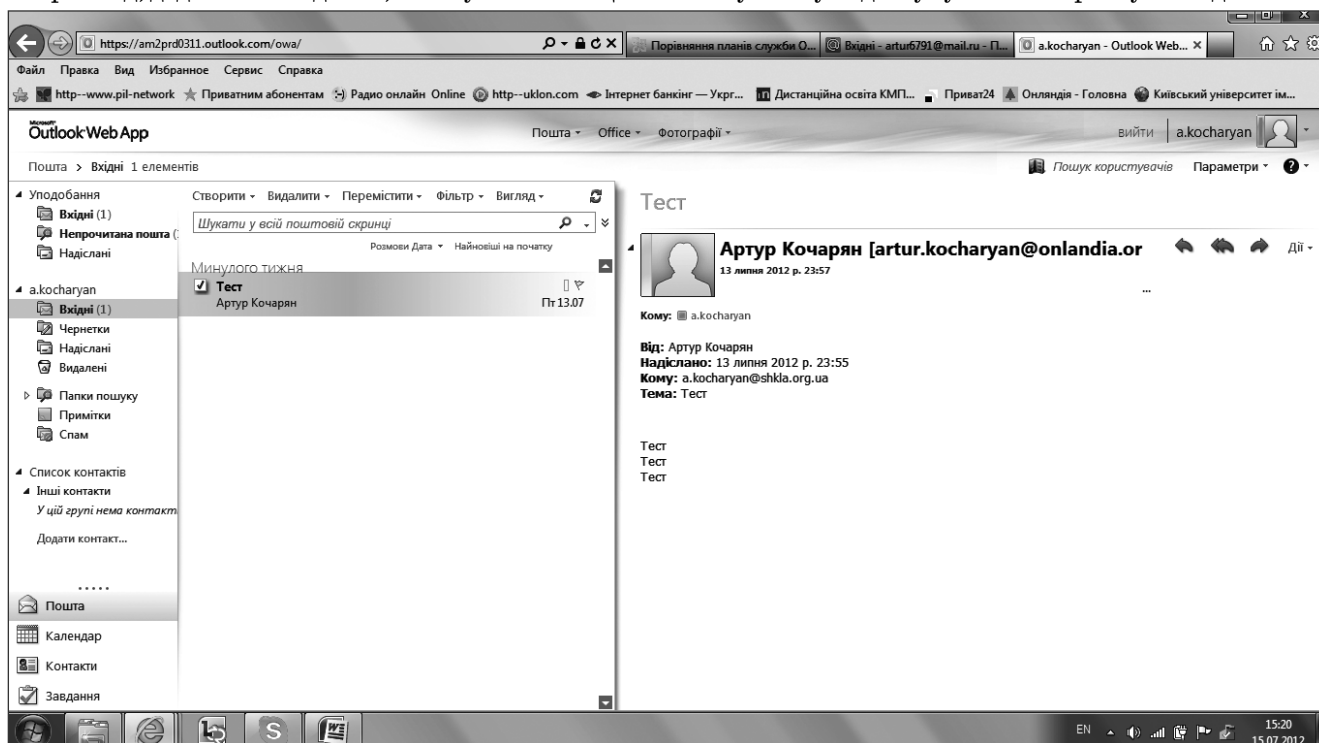 https://am2prd0311.outlook.com/owa/
Порівняння планів служби O...
Вхідні - artur6791@mail.ru - П...
a.kocharyan - Outlook Web...
Файл Правка Вид Избранное Сервис Справка
http--www.pil-network Приватним абонентам Радио онлайн Online http--uklon.com Інтернет банкінг — Укрг... Дистанційна освіта КМП... Приват24 Онляндія - Головна Київський університет ім...
Microsoft
Outlook Web App
Пошта Office Фотографії
вийти a.kocharyan
Пошта > Вхідні 1 елементів
Пошук користувачів Параметри
Уподобання
Вхідні (1)
Непрочитана пошта (
Надіслані
a.kocharyan
Вхідні (1)
Чернетки
Надіслані
Видалені
Папки пошуку
Примітки
Спам
Список контактів
Інші контакти
У цій групі нема контакт
Додати контакт...
Пошта
Календар
Контакти
Завдання
Створити Видалити Перемістити Фільтр Вигляд
Шукати у всій поштовій скринці
Розмови Дата Найновіші на початку
Минулого тижня
Тест
Артур Кочарян Пт 13.07
Тест
Артур Кочарян [artur.kocharyan@onlandia.or
Дії
13 липня 2012 р. 23:57
...
Кому: a.kocharyan
Від: Артур Кочарян
Надіслано: 13 липня 2012 р. 23:55
Кому: a.kocharyan@shkla.org.ua
Тема: Тест
Тест
Тест
Тест
EN
15:20
15.07.2012